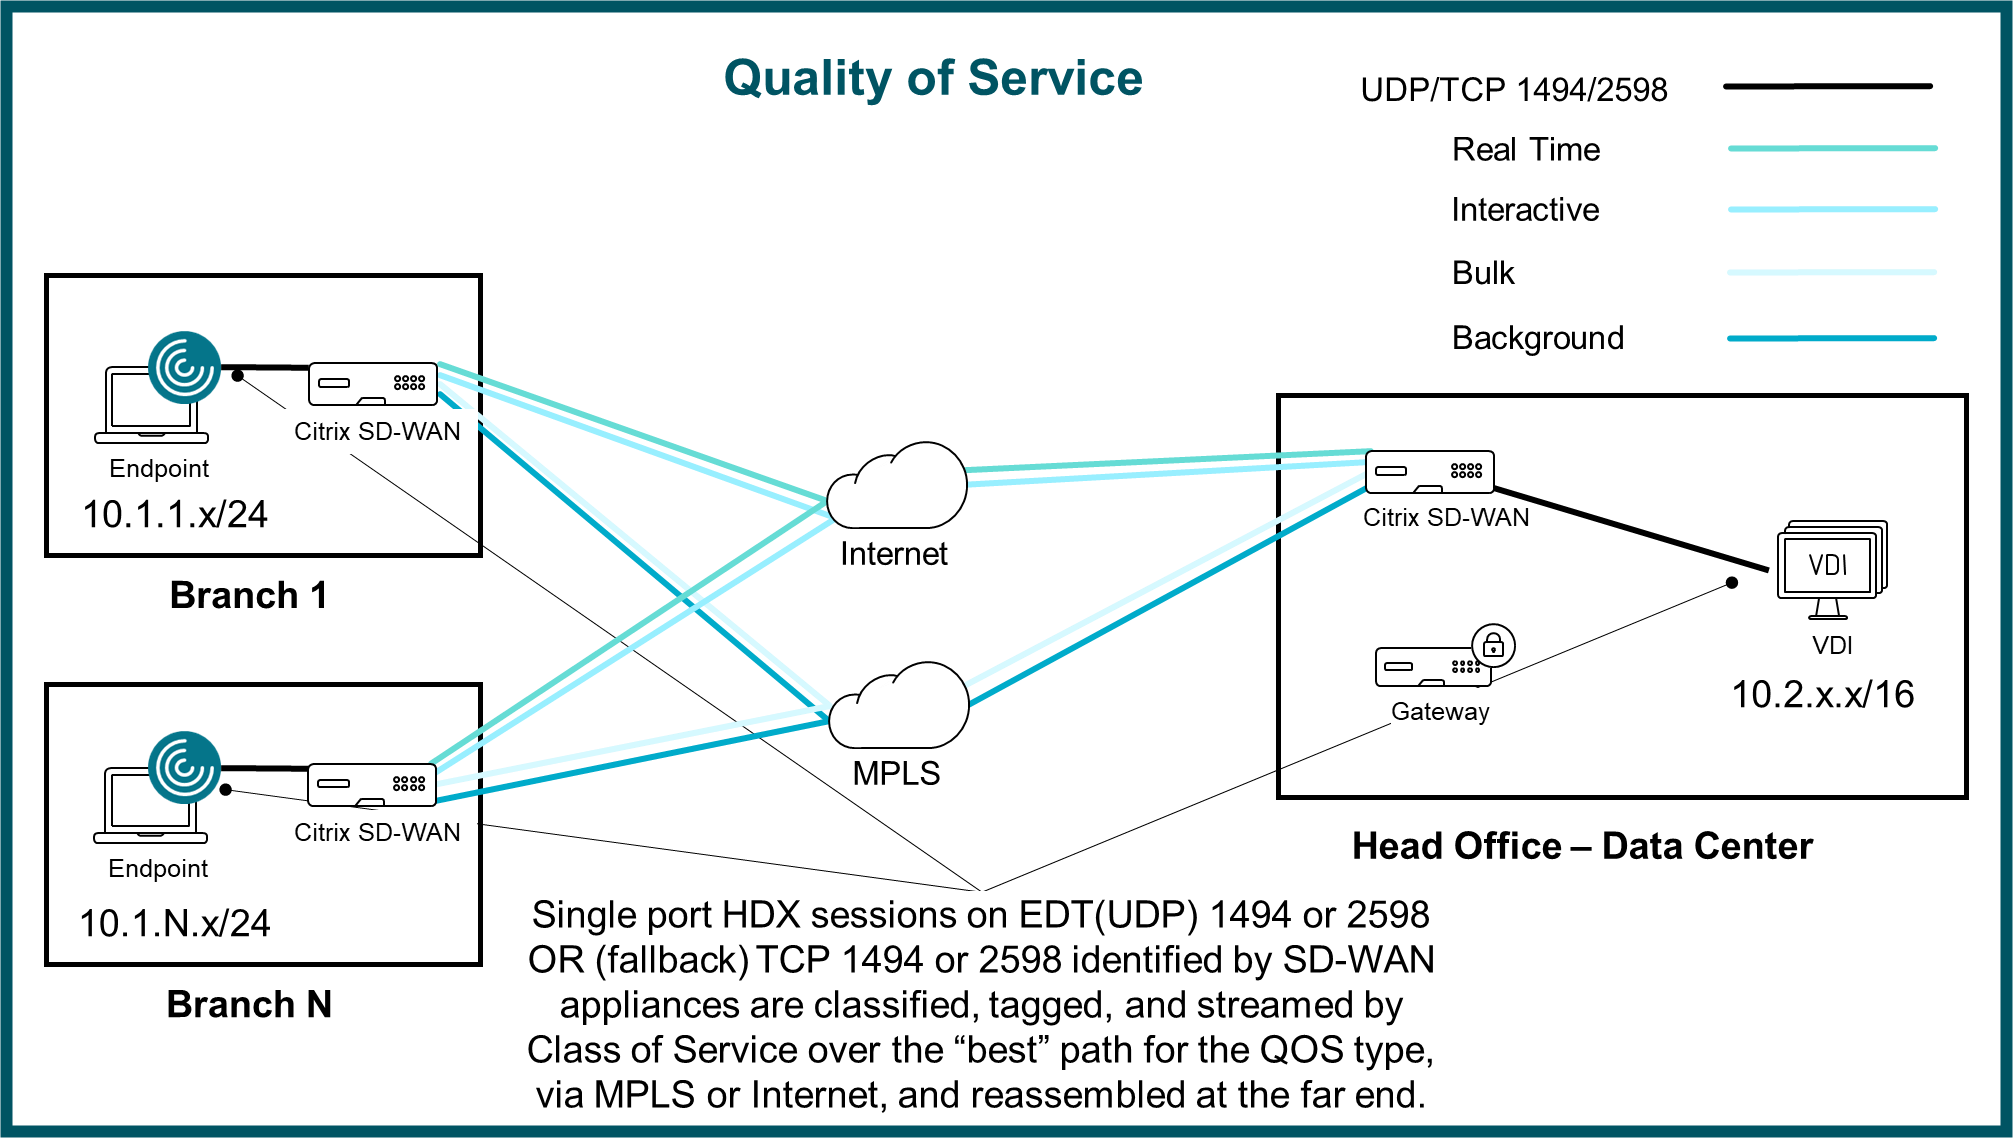 Quality of Service
UDP/TCP 1494/2598
Real Time
Interactive
Bulk
Background
Citrix SD-WAN
Endpoint
10.1.1.x/24
Branch 1
Citrix SD-WAN
Endpoint
10.1.N.x/24
Branch N
Internet
MPLS
Citrix SD-WAN
VDI
VDI
10.2.x.x/16
Gateway
Head Office – Data Center
Single port HDX sessions on EDT(UDP) 1494 or 2598
OR (fallback) TCP 1494 or 2598 identified by SD-WAN
appliances are classified, tagged, and streamed by
Class of Service over the “best” path for the QOS type,
via MPLS or Internet, and reassembled at the far end.